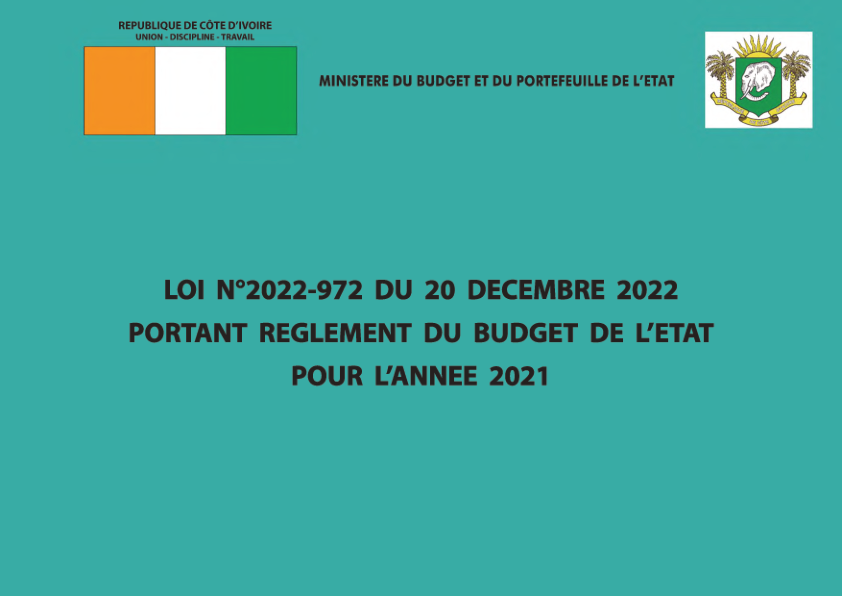 REPUBLIQUE DE CÔTE D'IVOIRE
UNION - DISCIPLINE - TRAVAIL
MINISTERE DU BUDGET ET DU PORTEFEUILLE DE L'ETAT
LOI N°2022-972 DU 20 DECEMBRE 2022
PORTANT REGLEMENT DU BUDGET DE L'ETAT
POUR L'ANNEE 2021